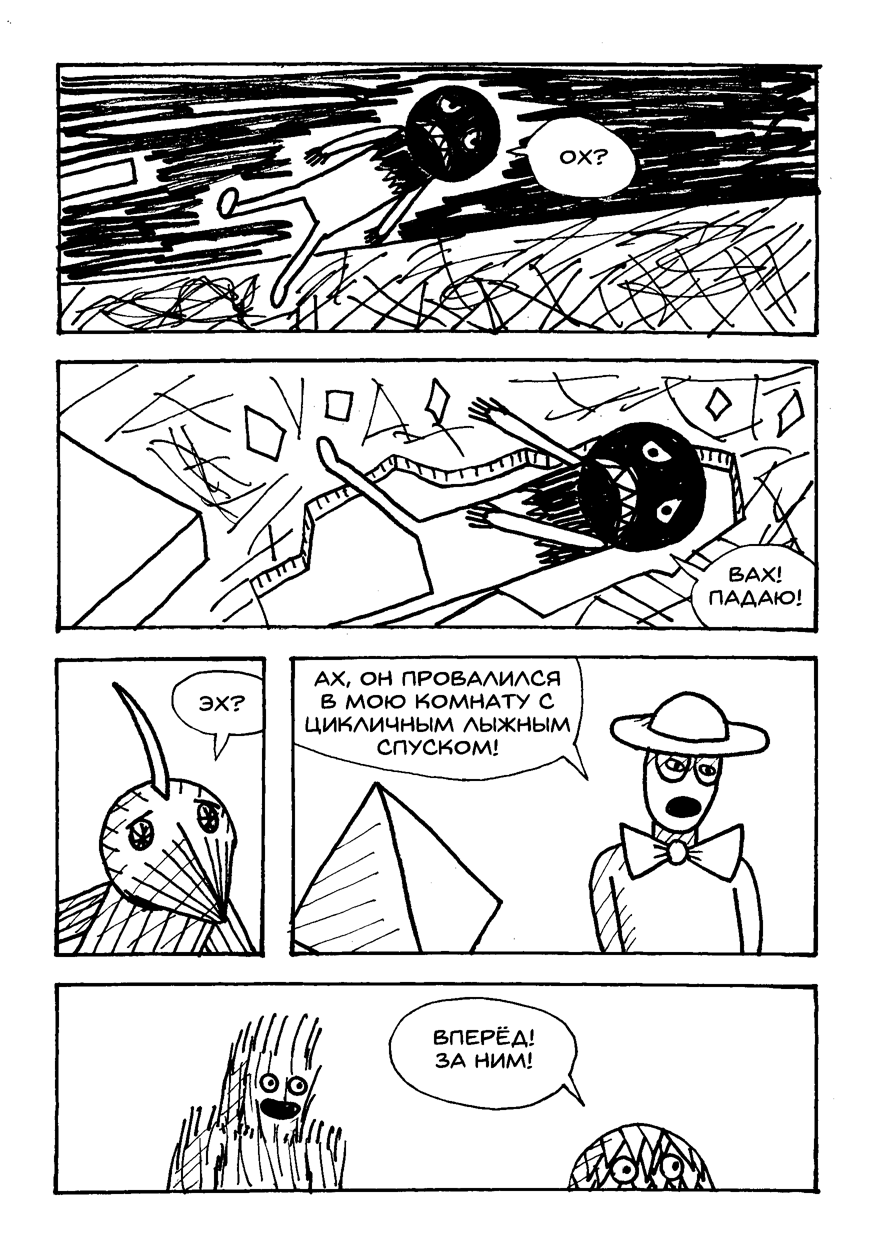 ОХ?
ВАХ!
ПАДАЮ!
ЭХ?
АХ, ОН ПРОВАЛИЛСЯ
В МОЮ КОМНАТУ С
ЦИКЛИЧНЫМ ЛЫЖНЫМ
СПУСКОМ!
ВПЕРЁД!
ЗА НИМ!